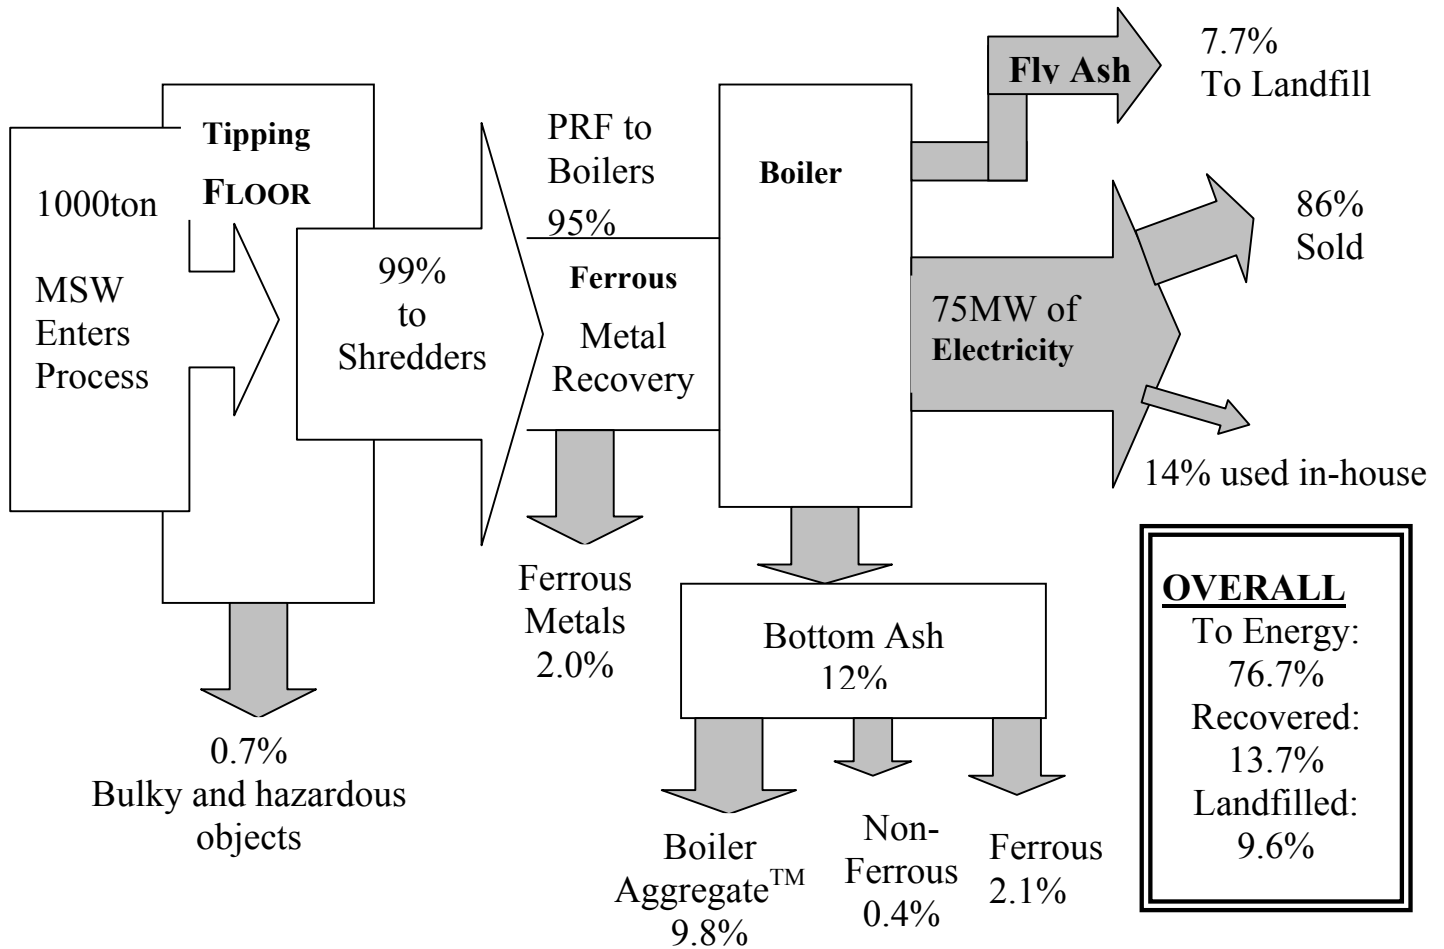 Tipping
FLOOR
1000ton
MSW
Enters
Process
99%
to
Shredders
PRF to
Boilers
95%
Ferrous
Metal
Recovery
Boiler
Fly Ash
7.7%
To Landfill
75MW of
Electricity
86%
Sold
14% used in-house
0.7%
Bulky and hazardous
objects
Ferrous
Metals
2.0%
Bottom Ash
12%
Boiler
Aggregate™
9.8%
Non-
Ferrous
0.4%
Ferrous
2.1%
OVERALL
To Energy:
76.7%
Recovered:
13.7%
Landfilled:
9.6%